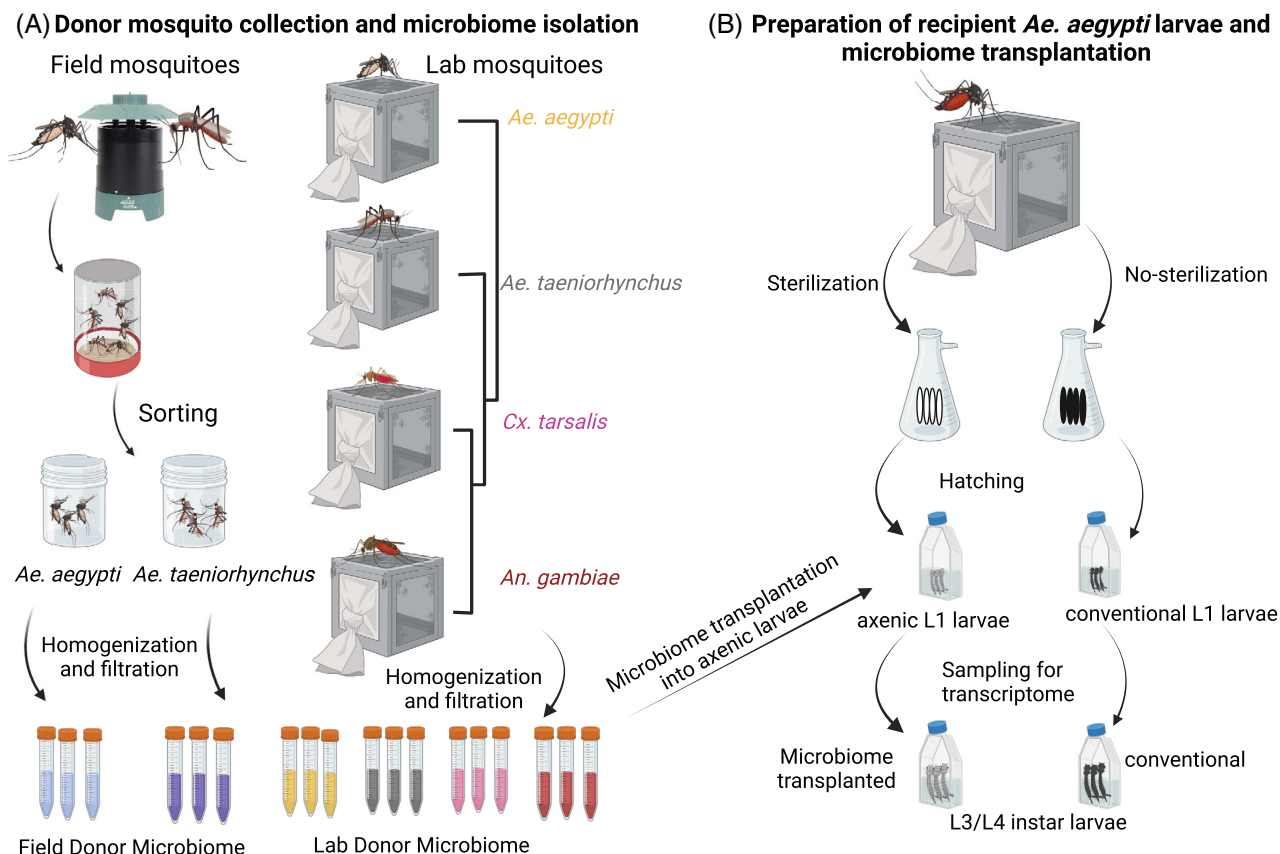 (A) Donor mosquito collection and microbiome isolation
Field mosquitoes
Lab mosquitoes
Ae. aegypti
Ae. taeniorhynchus
Cx. tarsalis
An. gambiae
Sorting
Ae. aegypti
Ae. taeniorhynchus
Homogenization
and filtration
Homogenization
and filtration
Field Donor Microbiome
Lab Donor Microbiome
Microbiome transplantation
into axenic larvae
(B) Preparation of recipient Ae. aegypti larvae and
microbiome transplantation
Sterilization
No-sterilization
Hatching
axenic L1 larvae
conventional L1 larvae
Sampling for
transcriptome
Microbiome
transplanted
conventional
L3/L4 instar larvae